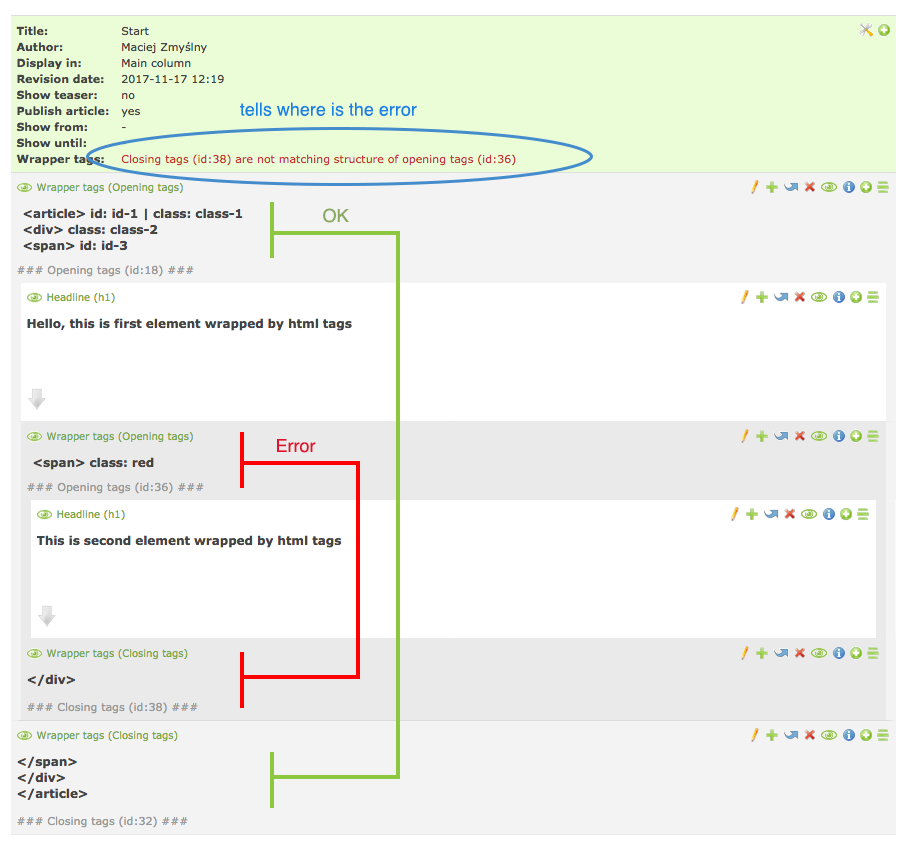 Title: Start
Author: Maciej Zmyślny
Display in: Main column
Revision date: 2017-11-17 12:19
Show teaser: no
Publish article: yes
tells where is the error
Show from: -
Show until:
Wrapper tags: Closing tags (id:38) are not matching structure of opening tags (id:36)
Wrapper tags (Opening tags)
<article> id: id-1 | class: class-1
OK
<div> class: class-2
<span> id: id-3
### Opening tags (id:18) ###
Headline (h1)
Hello, this is first element wrapped by html tags
Wrapper tags (Opening tags)
Error
<span> class: red
### Opening tags (id:36) ###
Headline (h1)
This is second element wrapped by html tags
Wrapper tags (Closing tags)
</div>
### Closing tags (id:38) ###
Wrapper tags (Closing tags)
</span>
</div>
</article>
### Closing tags (id:32) ###